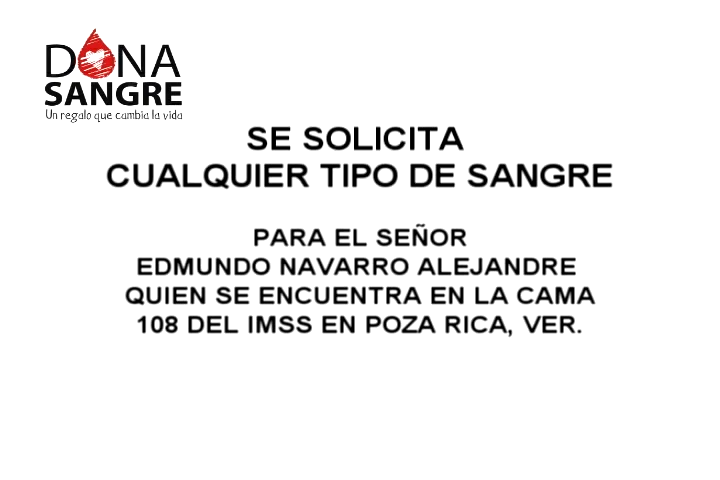 DONA
SANGRE
Un regalo que cambia la vida
SE SOLICITA
CUALQUIER TIPO DE SANGRE
PARA EL SEÑOR
EDMUNDO NAVARRO ALEJANDRE
QUIEN SE ENCUENTRA EN LA CAMA
108 DEL IMSS EN POZA RICA, VER.